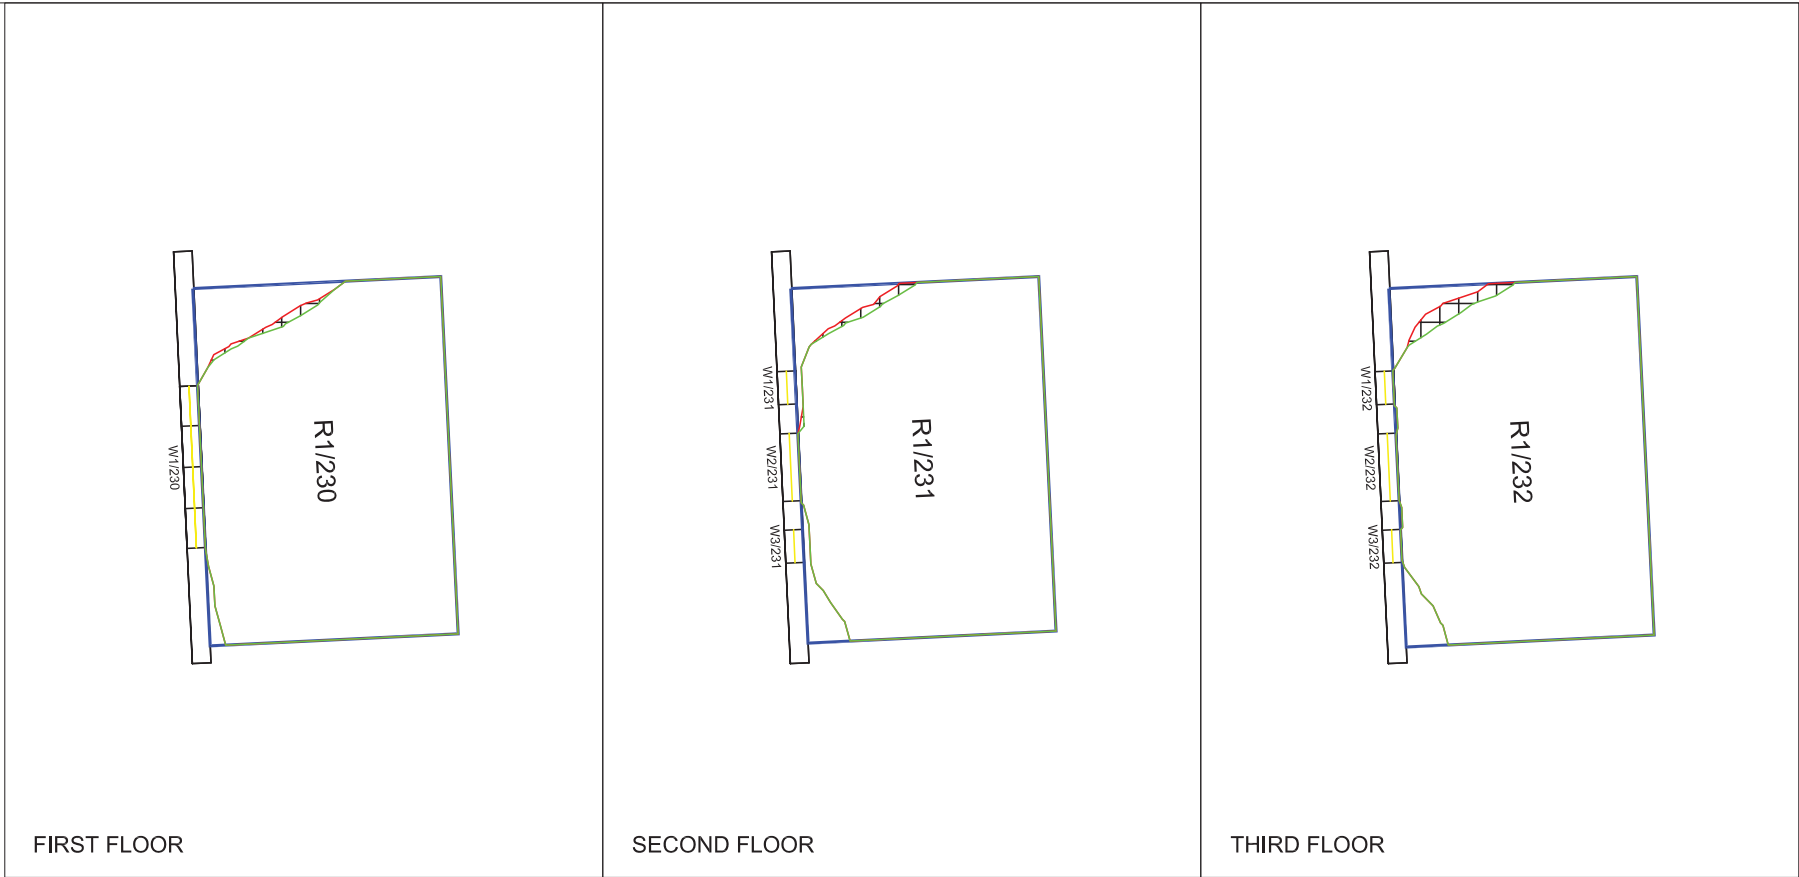 R1/230
W1/230
FIRST FLOOR
W1/231
W2/231
W3/231
R1/231
SECOND FLOOR
W1/232
W2/232
W3/232
R1/232
THIRD FLOOR